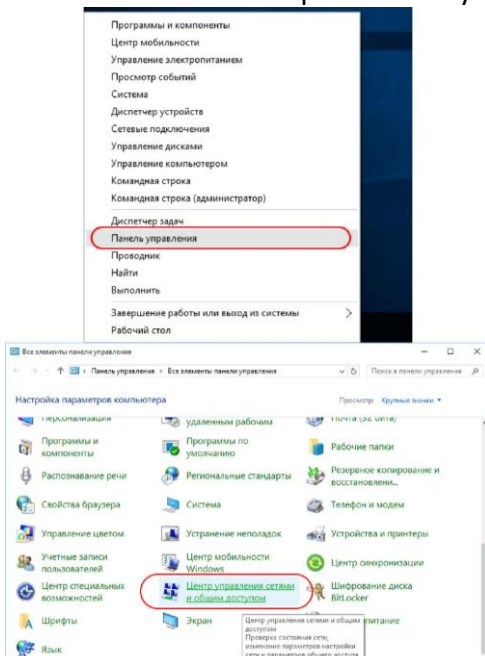 Программы и компоненты
Центр мобильности
Управление электропитанием
Просмотр событий
Система
Диспетчер устройств
Сетевые подключения
Управление дисками
Управление компьютером
Командная строка
Командная строка (администратор)
Диспетчер задач
Панель управления
Проводник
Найти
Выполнить
Завершение работы или выход из системы
Рабочий стол
Все элементы панели управления
Панель управления > Все элементы панели управления
Поиск в панели управления
Настройка параметров компьютера
Просмотр: Крупные значки
Персонализация
удаленным рабочим
Почта (32 бита)
Программы и компоненты
Программы по умолчанию
Рабочие папки
Распознавание речи
Региональные стандарты
Резервное копирование и восстановлени...
Свойства браузера
Система
Телефон и модем
Управление цветом
Устранение неполадок
Устройства и принтеры
Учетные записи пользователей
Центр мобильности Windows
Центр синхронизации
Центр специальных возможностей
Центр управления сетями и общим доступом
Шифрование диска BitLocker
Шрифты
Экран
питание
Язык
Центр управления сетями и общим
доступом
Проверка состояния сети,
изменение параметров настройки
сети и параметров общего доступа